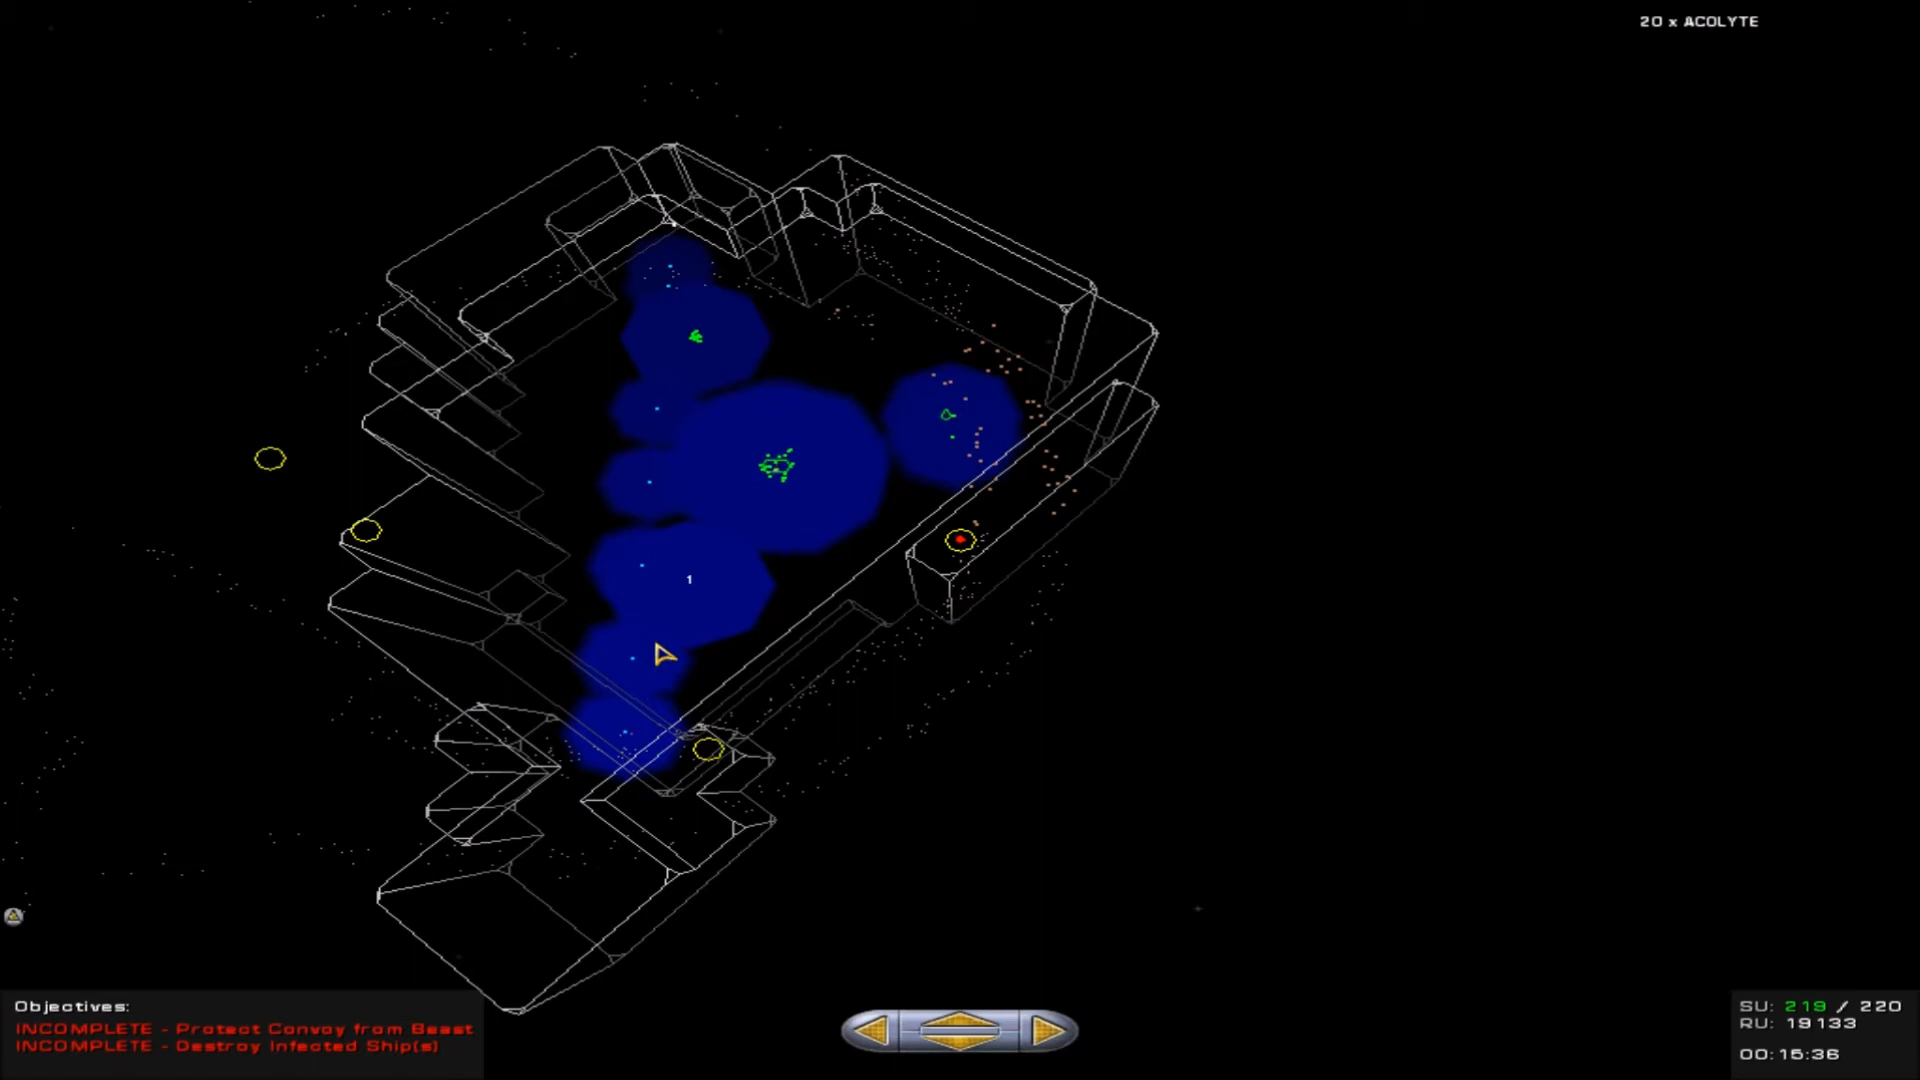 20 x ACOLYTE
1
Objectives:
INCOMPLETE - Protect Convoy from Beast
INCOMPLETE - Destroy Infected Ship(s)
SU: 219 / 220
RU: 19133
00:15:36